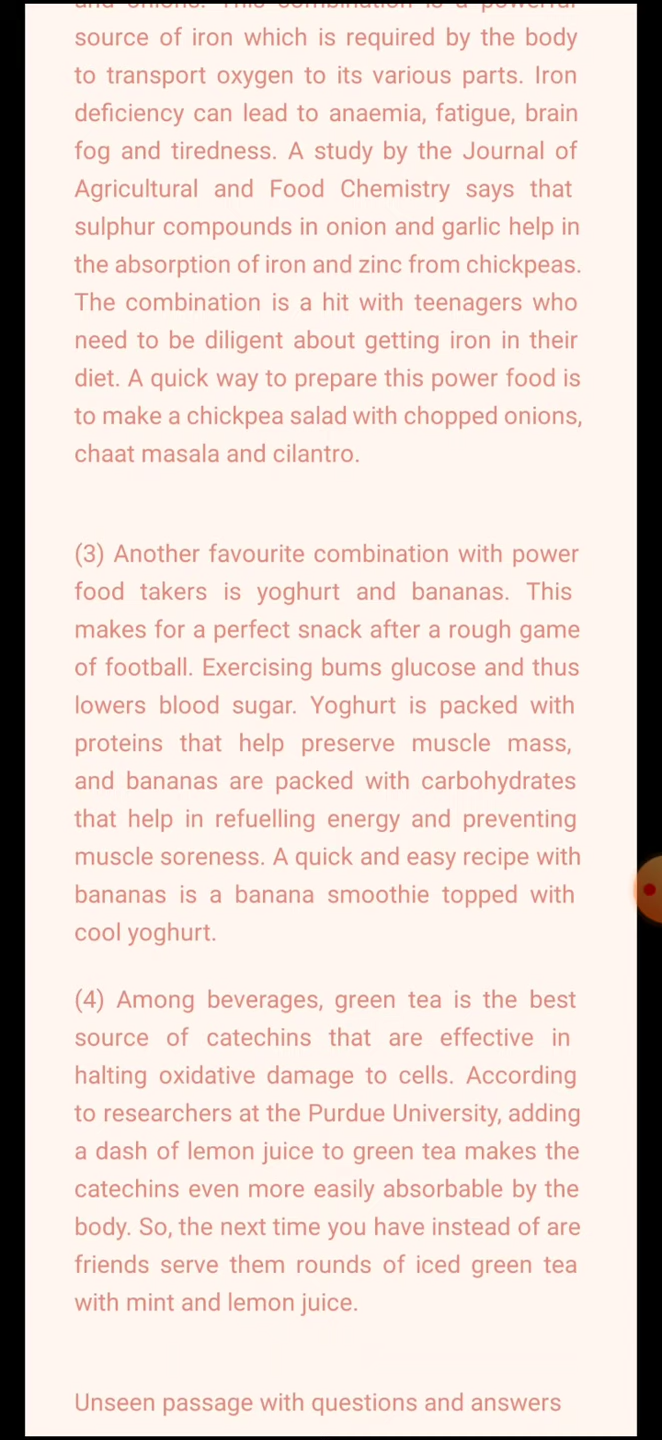 and onions. This combination is a powerful
source of iron which is required by the body
to transport oxygen to its various parts. Iron
deficiency can lead to anaemia, fatigue, brain
fog and tiredness. A study by the Journal of
Agricultural and Food Chemistry says that
sulphur compounds in onion and garlic help in
the absorption of iron and zinc from chickpeas.
The combination is a hit with teenagers who
need to be diligent about getting iron in their
diet. A quick way to prepare this power food is
to make a chickpea salad with chopped onions,
chaat masala and cilantro.
(3) Another favourite combination with power
food takers is yoghurt and bananas. This
makes for a perfect snack after a rough game
of football. Exercising bums glucose and thus
lowers blood sugar. Yoghurt is packed with
proteins that help preserve muscle mass,
and bananas are packed with carbohydrates
that help in refuelling energy and preventing
muscle soreness. A quick and easy recipe with
bananas is a banana smoothie topped with
cool yoghurt.
(4) Among beverages, green tea is the best
source of catechins that are effective in
halting oxidative damage to cells. According
to researchers at the Purdue University, adding
a dash of lemon juice to green tea makes the
catechins even more easily absorbable by the
body. So, the next time you have instead of are
friends serve them rounds of iced green tea
with mint and lemon juice.
Unseen passage with questions and answers